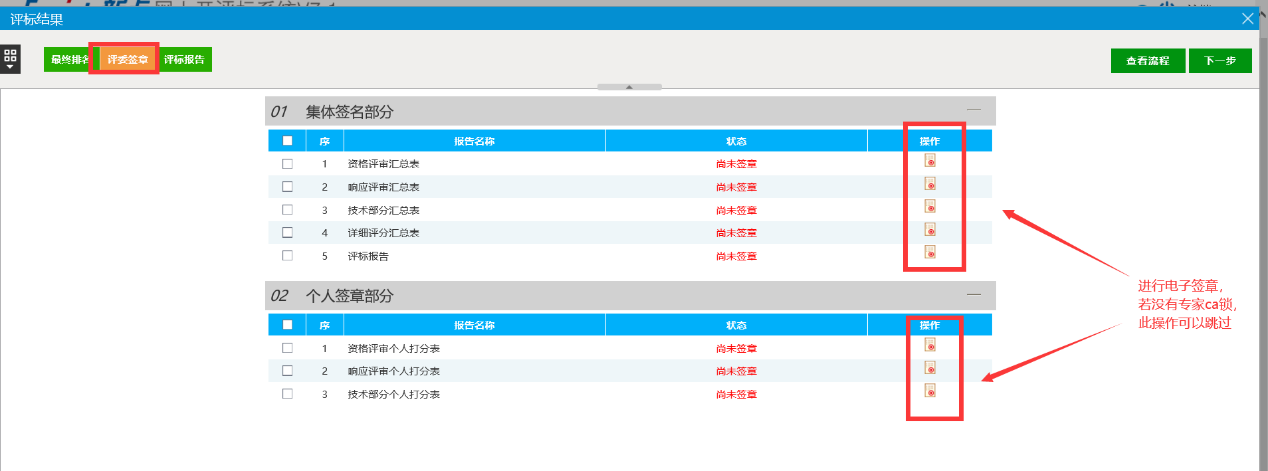 评标结果
最终排名 评委签章 评标报告 查看流程 下一步
01 集体签名部分
序 报告名称 状态 操作
1 资格评审汇总表 尚未签章
2 响应评审汇总表 尚未签章
3 技术部分汇总表 尚未签章
4 详细评分汇总表 尚未签章
5 评标报告 尚未签章
02 个人签章部分
序 报告名称 状态 操作
1 资格评审个人打分表 尚未签章
2 响应评审个人打分表 尚未签章
3 技术部分个人打分表 尚未签章
进行电子签章，
若没有专家ca锁，
此操作可以跳过